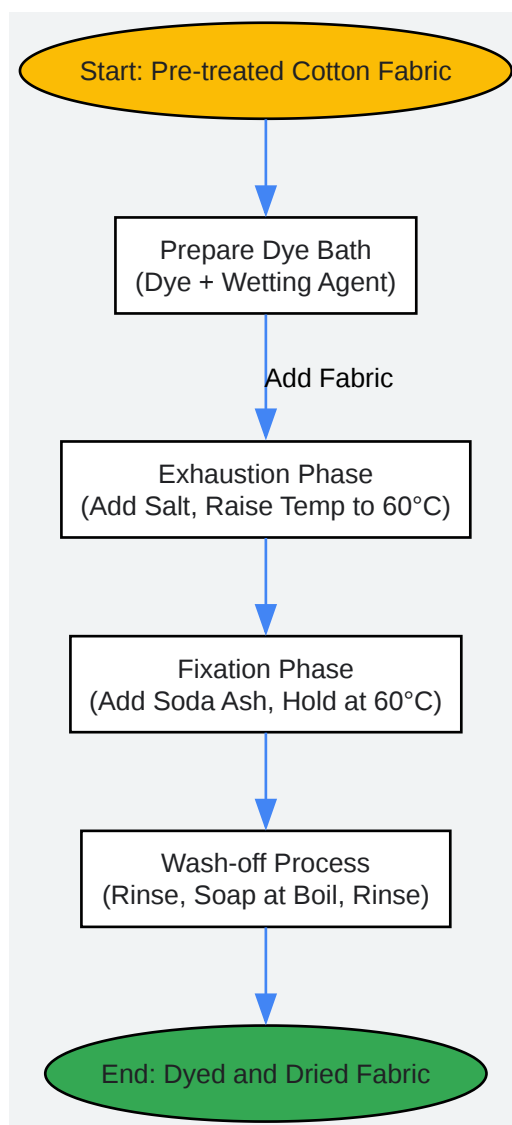 Start: Pre-treated Cotton Fabric
Prepare Dye Bath
(Dye + Wetting Agent)
Add Fabric
Exhaustion Phase
(Add Salt, Raise Temp to 60°C)
Fixation Phase
(Add Soda Ash, Hold at 60°C)
Wash-off Process
(Rinse, Soap at Boil, Rinse)
End: Dyed and Dried Fabric